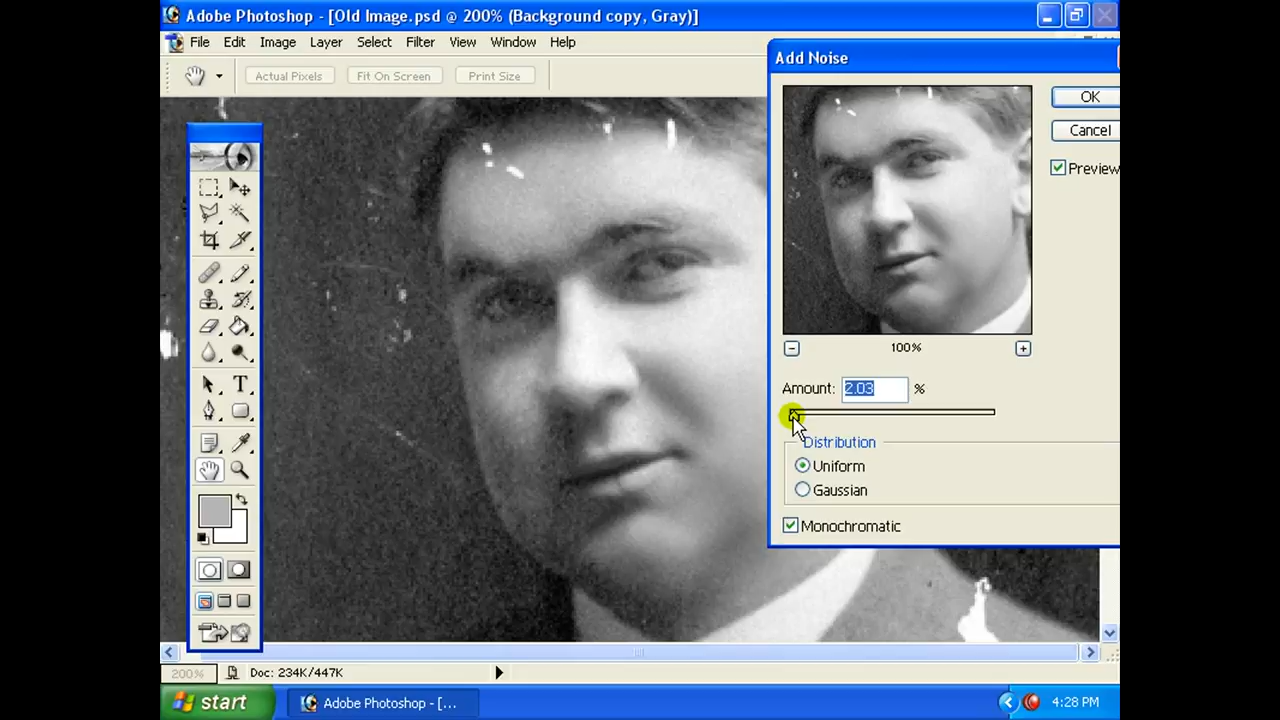 Adobe Photoshop - [Old Image.psd @ 200% (Background copy, Gray)]
File Edit Image Layer Select Filter View Window Help
Actual Pixels Fit On Screen Print Size
Add Noise
OK
Cancel
Preview
100%
Amount: 2.03 %
Distribution
Uniform
Gaussian
Monochromatic
T
200% Doc: 234K/447K
start Adobe Photoshop - [... 4:28 PM